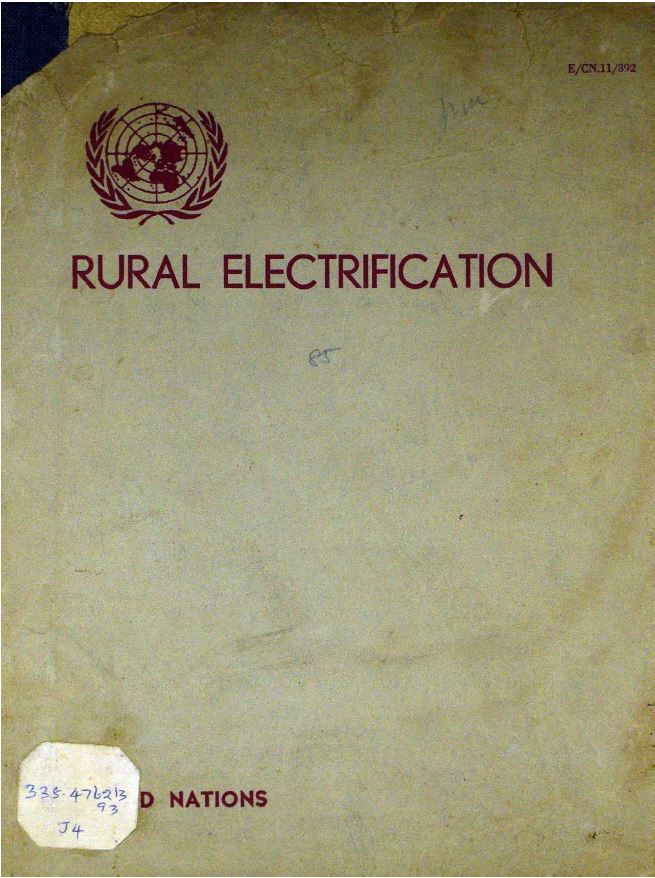 E/CN.11/392
RURAL ELECTRIFICATION
85
D NATIONS
335.476213
93
J4